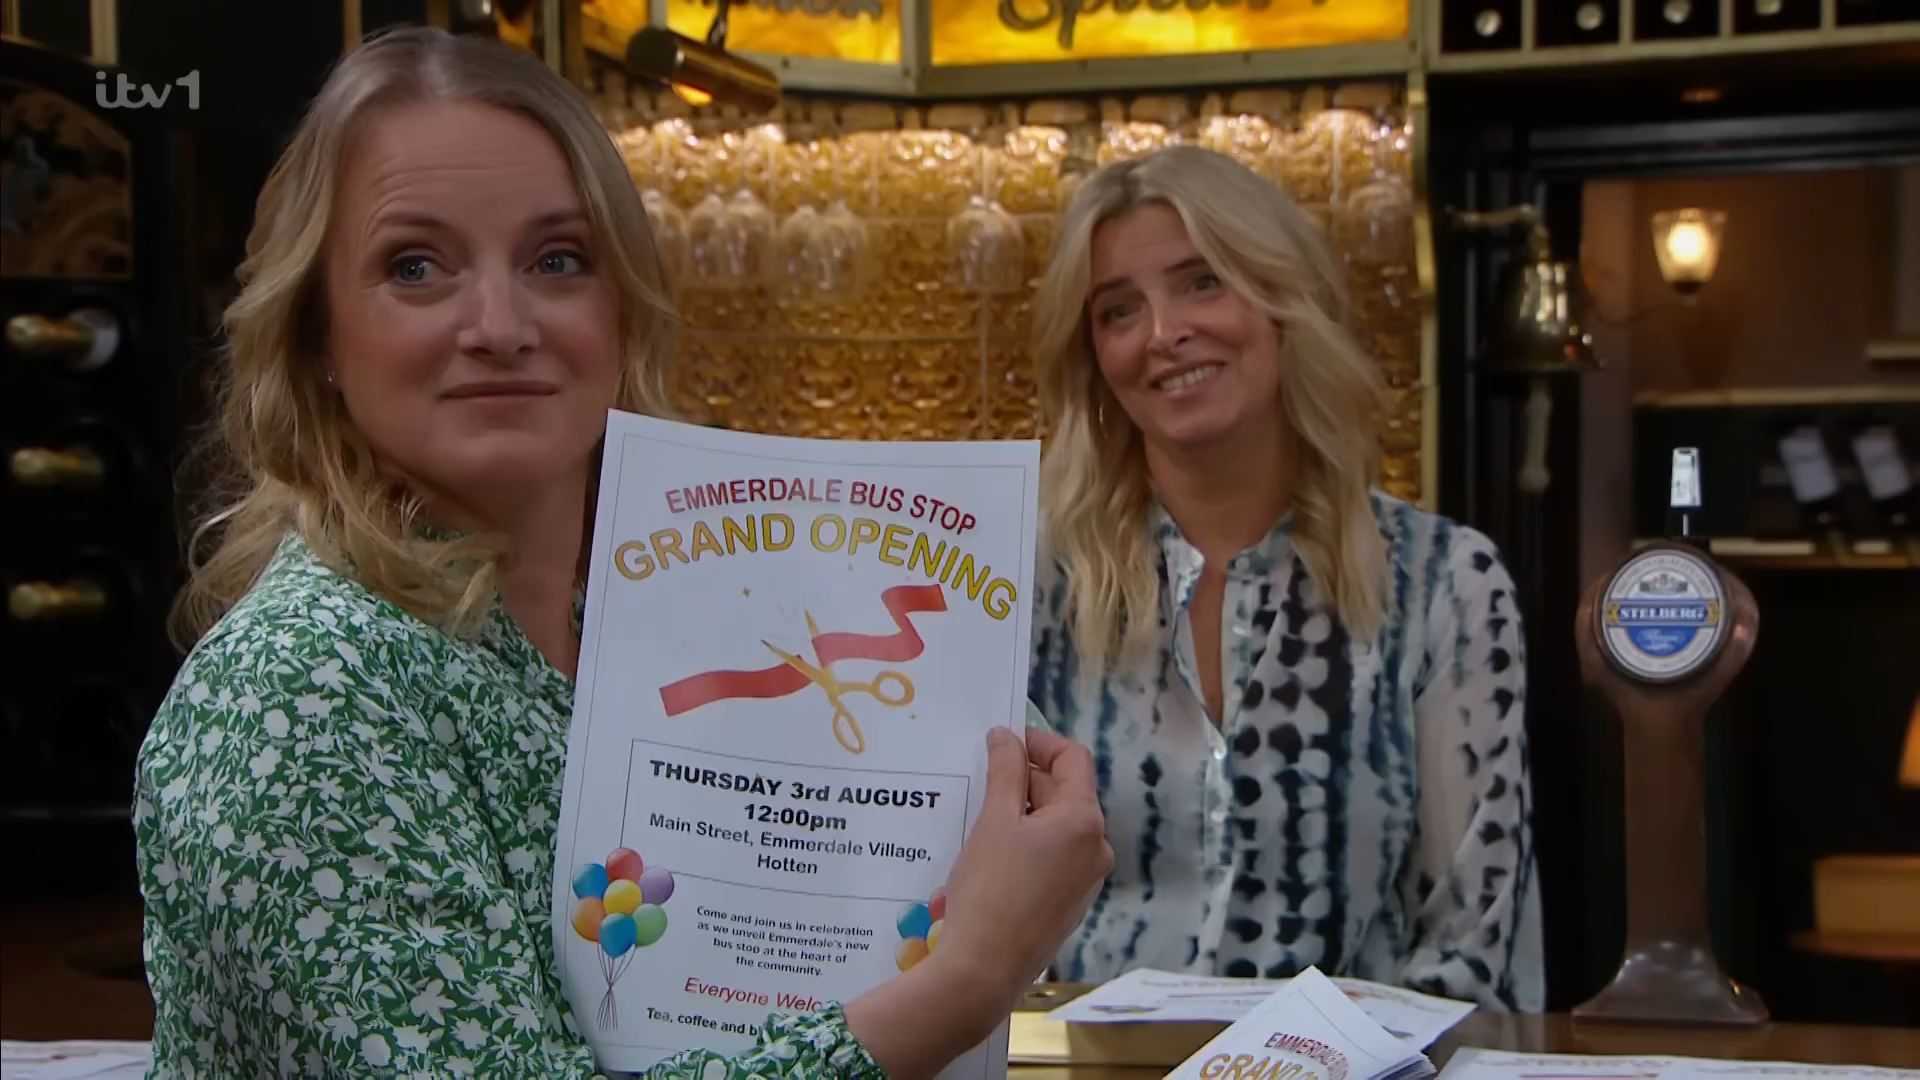 itv1
EMMERDALE BUS STOP
GRAND OPENING
THURSDAY 3rd AUGUST
12:00pm
Main Street, Emmerdale Village,
Hotten
Come and join us in celebration
as we unveil Emmerdale's new
bus stop at the heart of
the community.
Everyone Welc
Tea, coffee and b
STELBERG
EMMERDALE
GRAND